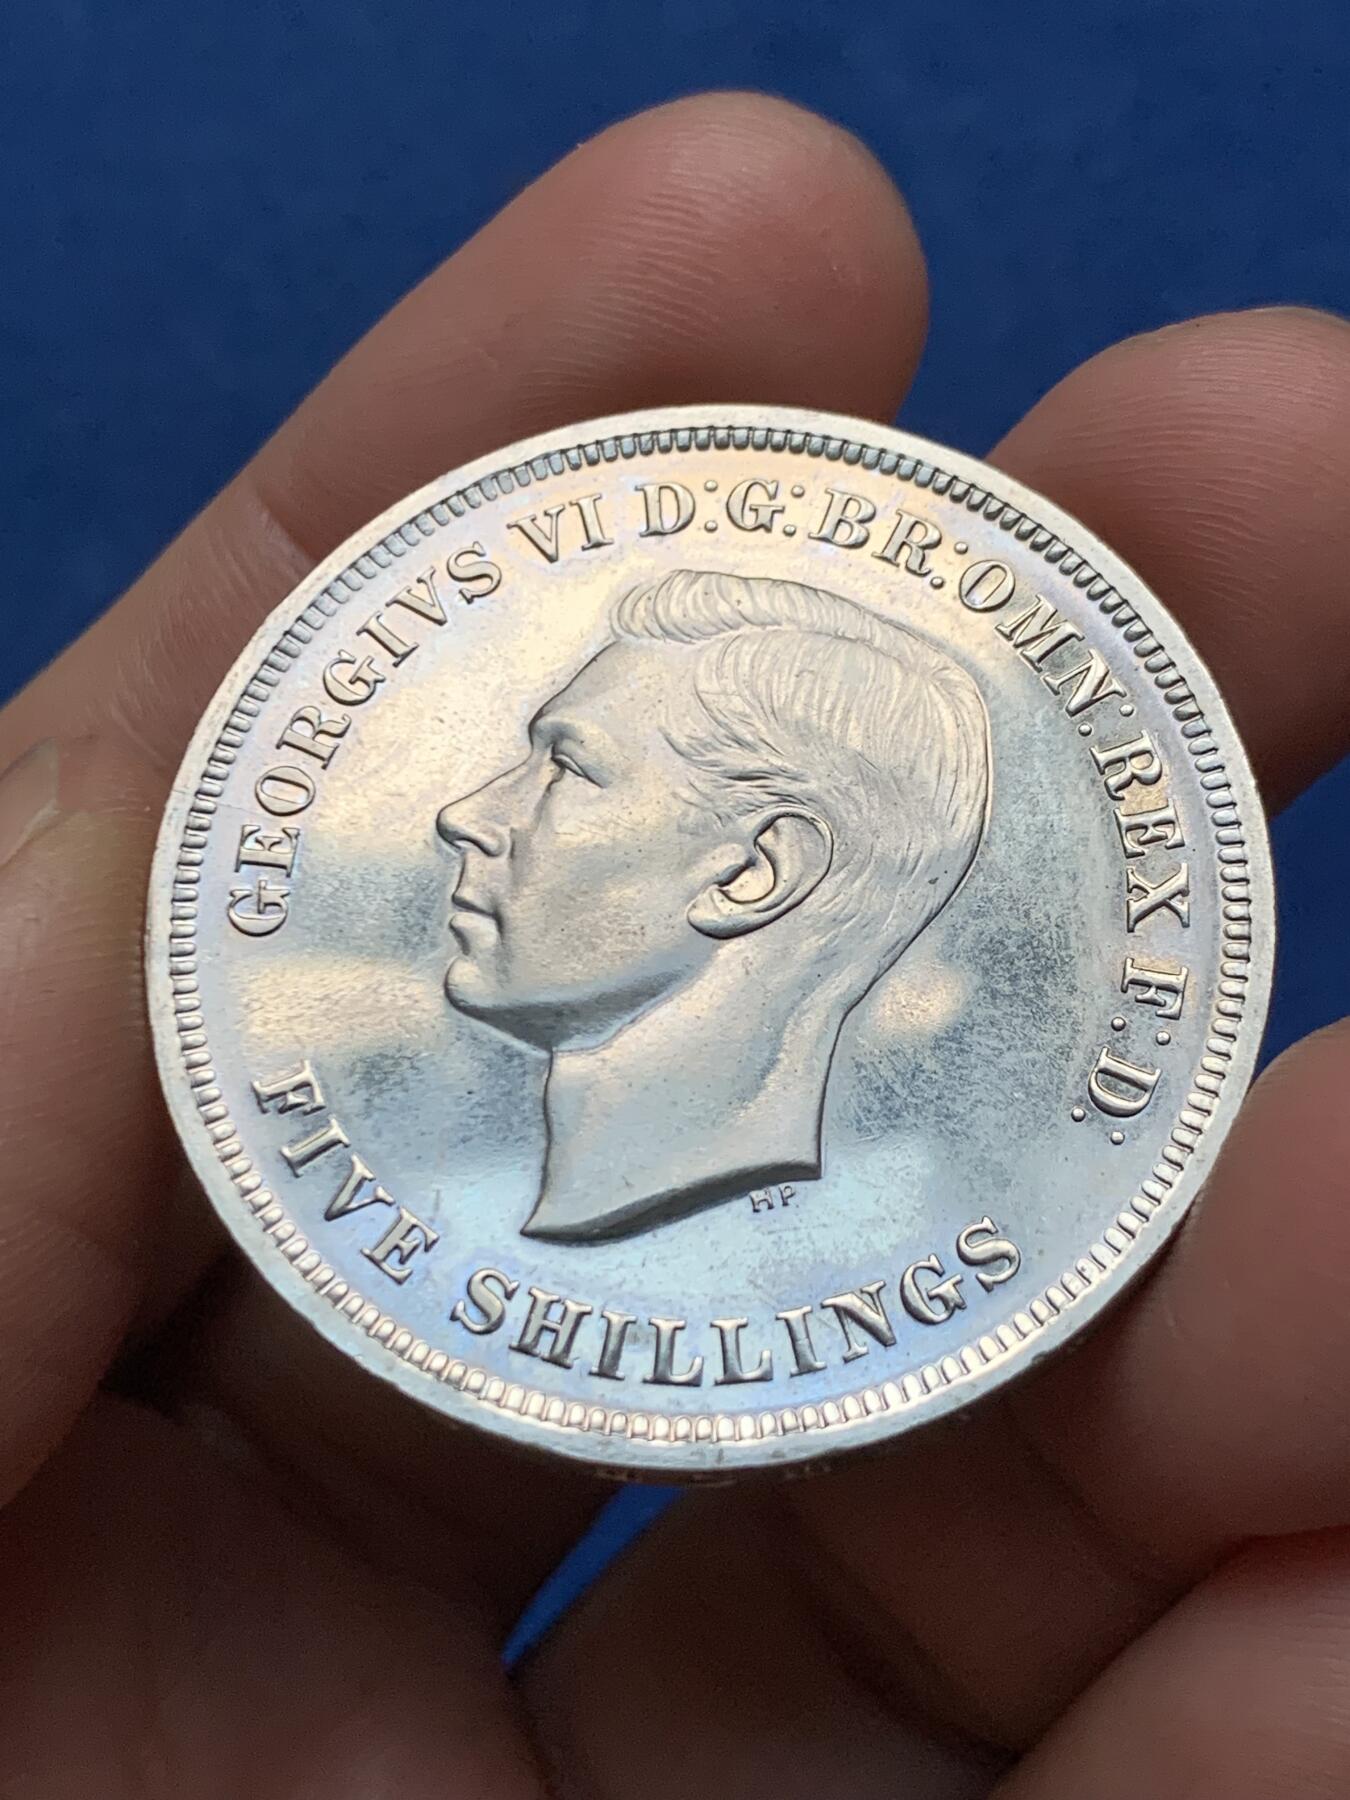 GEORGIVS VI D:G:BR:OMN:REX F.D.
HP
FIVE SHILLINGS